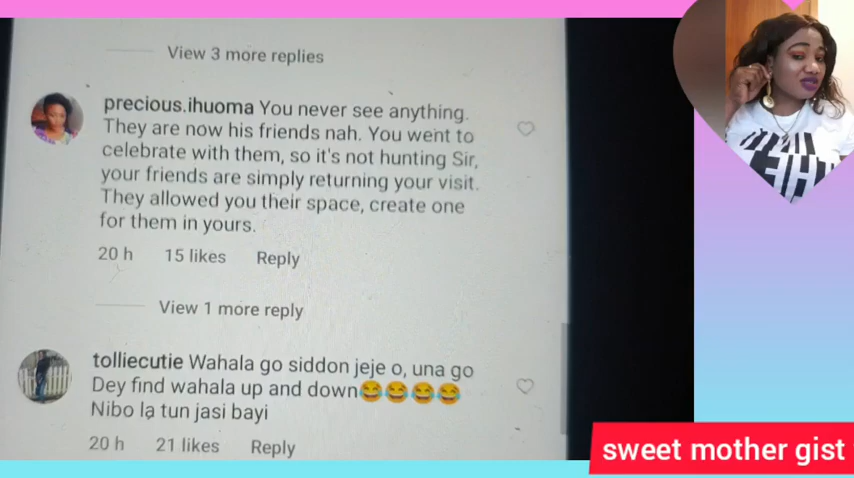 View 3 more replies
precious.ihuoma You never see anything.
They are now his friends nah. You went to
celebrate with them, so it's not hunting Sir,
your friends are simply returning your visit.
They allowed you their space, create one
for them in yours.
20 h 15 likes Reply
View 1 more reply
tolliecutie Wahala go siddon jeje o, una go
Dey find wahala up and down😂😂😂😂
Nibo lạ tun jasi bayi
20 h 21 likes Reply
sweet mother gist